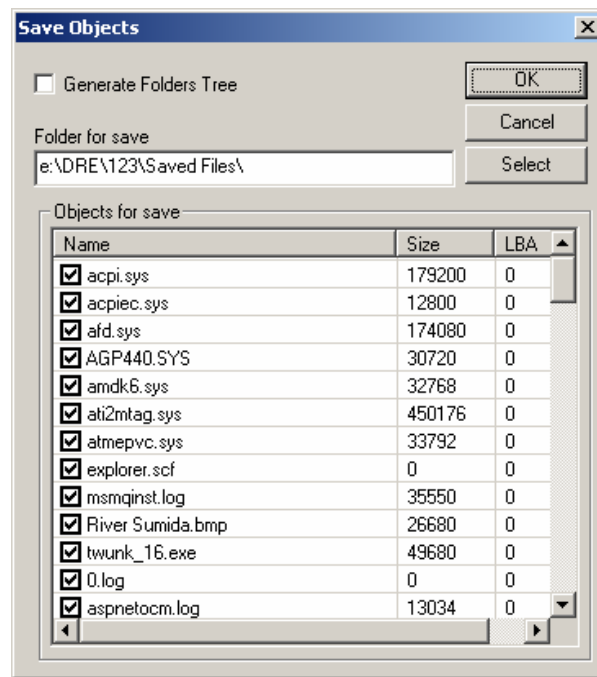 Save Objects
Generate Folders Tree
OK
Folder for save
Cancel
e:\DRE\123\Saved Files\
Select
Objects for save
Name Size LBA
acpi.sys 179200 0
acpiec.sys 12800 0
afd.sys 174080 0
AGP440.SYS 30720 0
amdk6.sys 32768 0
ati2mtag.sys 450176 0
atmepvc.sys 33792 0
explorer.scf 0 0
msmqinst.log 35550 0
River Sumida.bmp 26680 0
twunk_16.exe 49680 0
0.log 0 0
aspnetocm.log 13034 0